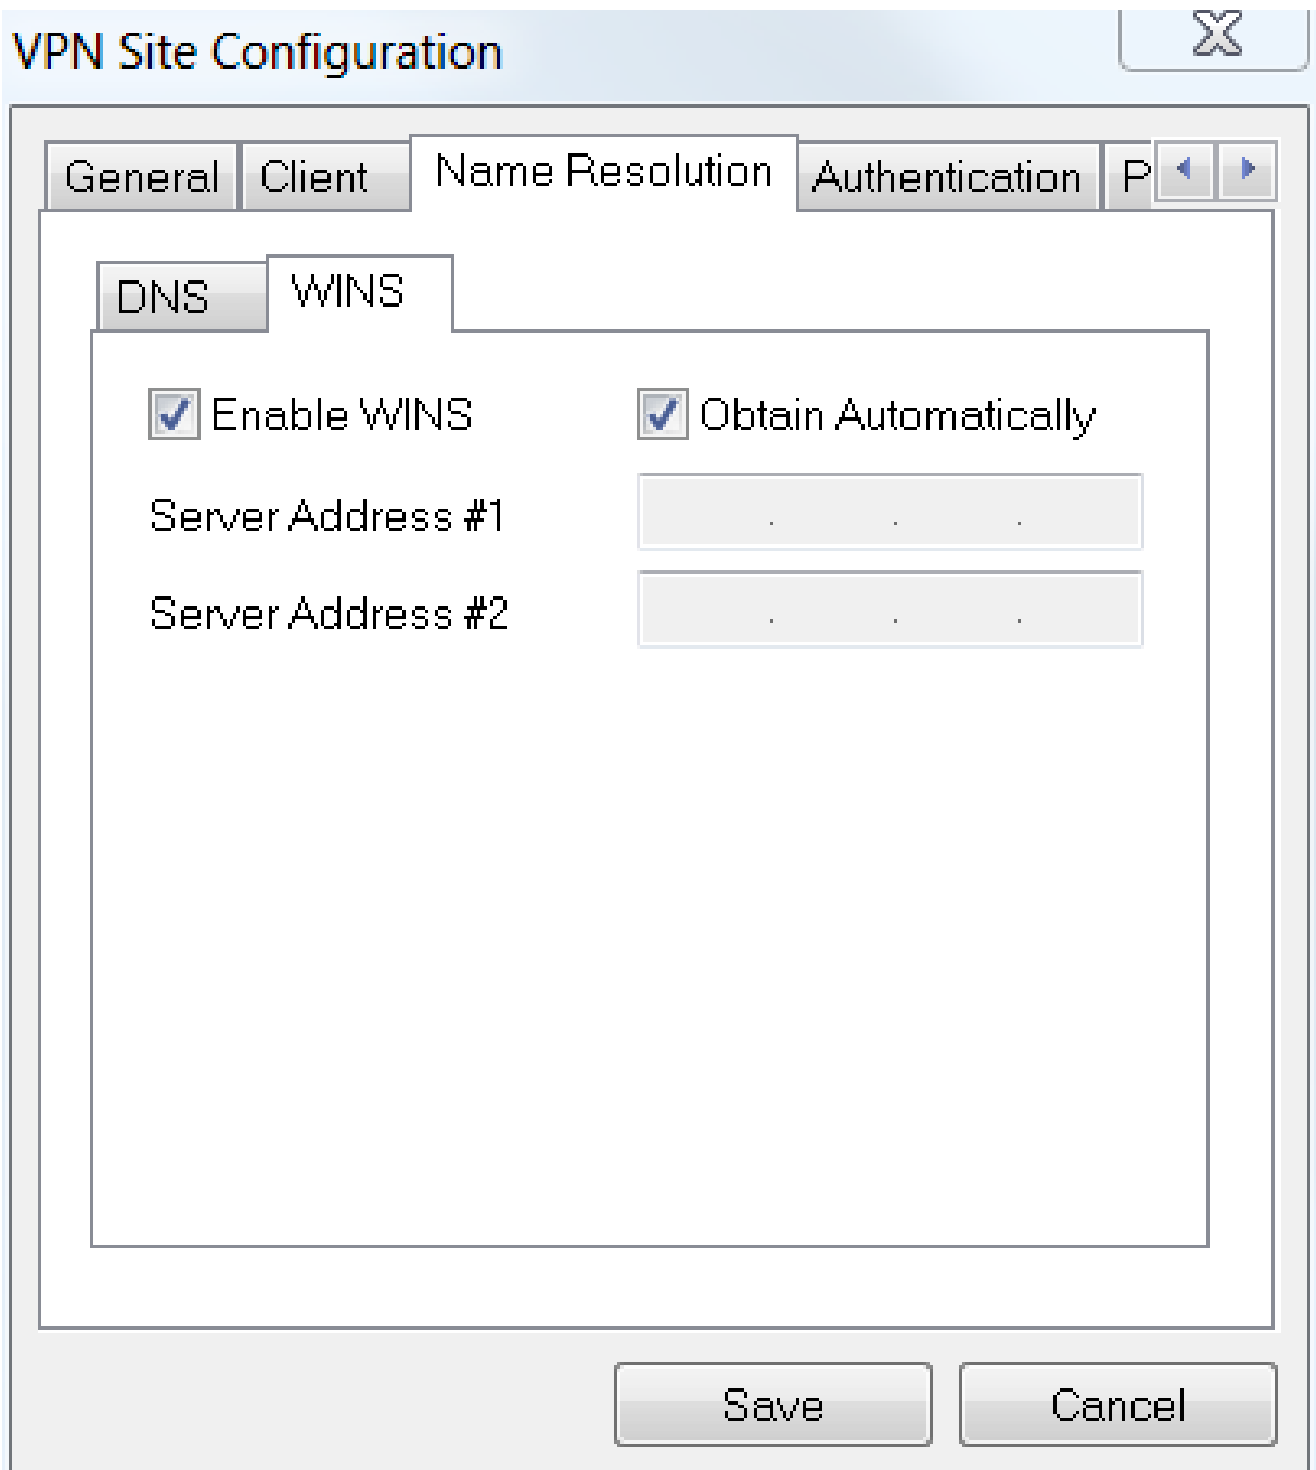 VPN Site Configuration
General Client Name Resolution Authentication P
DNS WINS
Enable WINS Obtain Automatically
Server Address #1 . . .
Server Address #2 . . .
Save Cancel